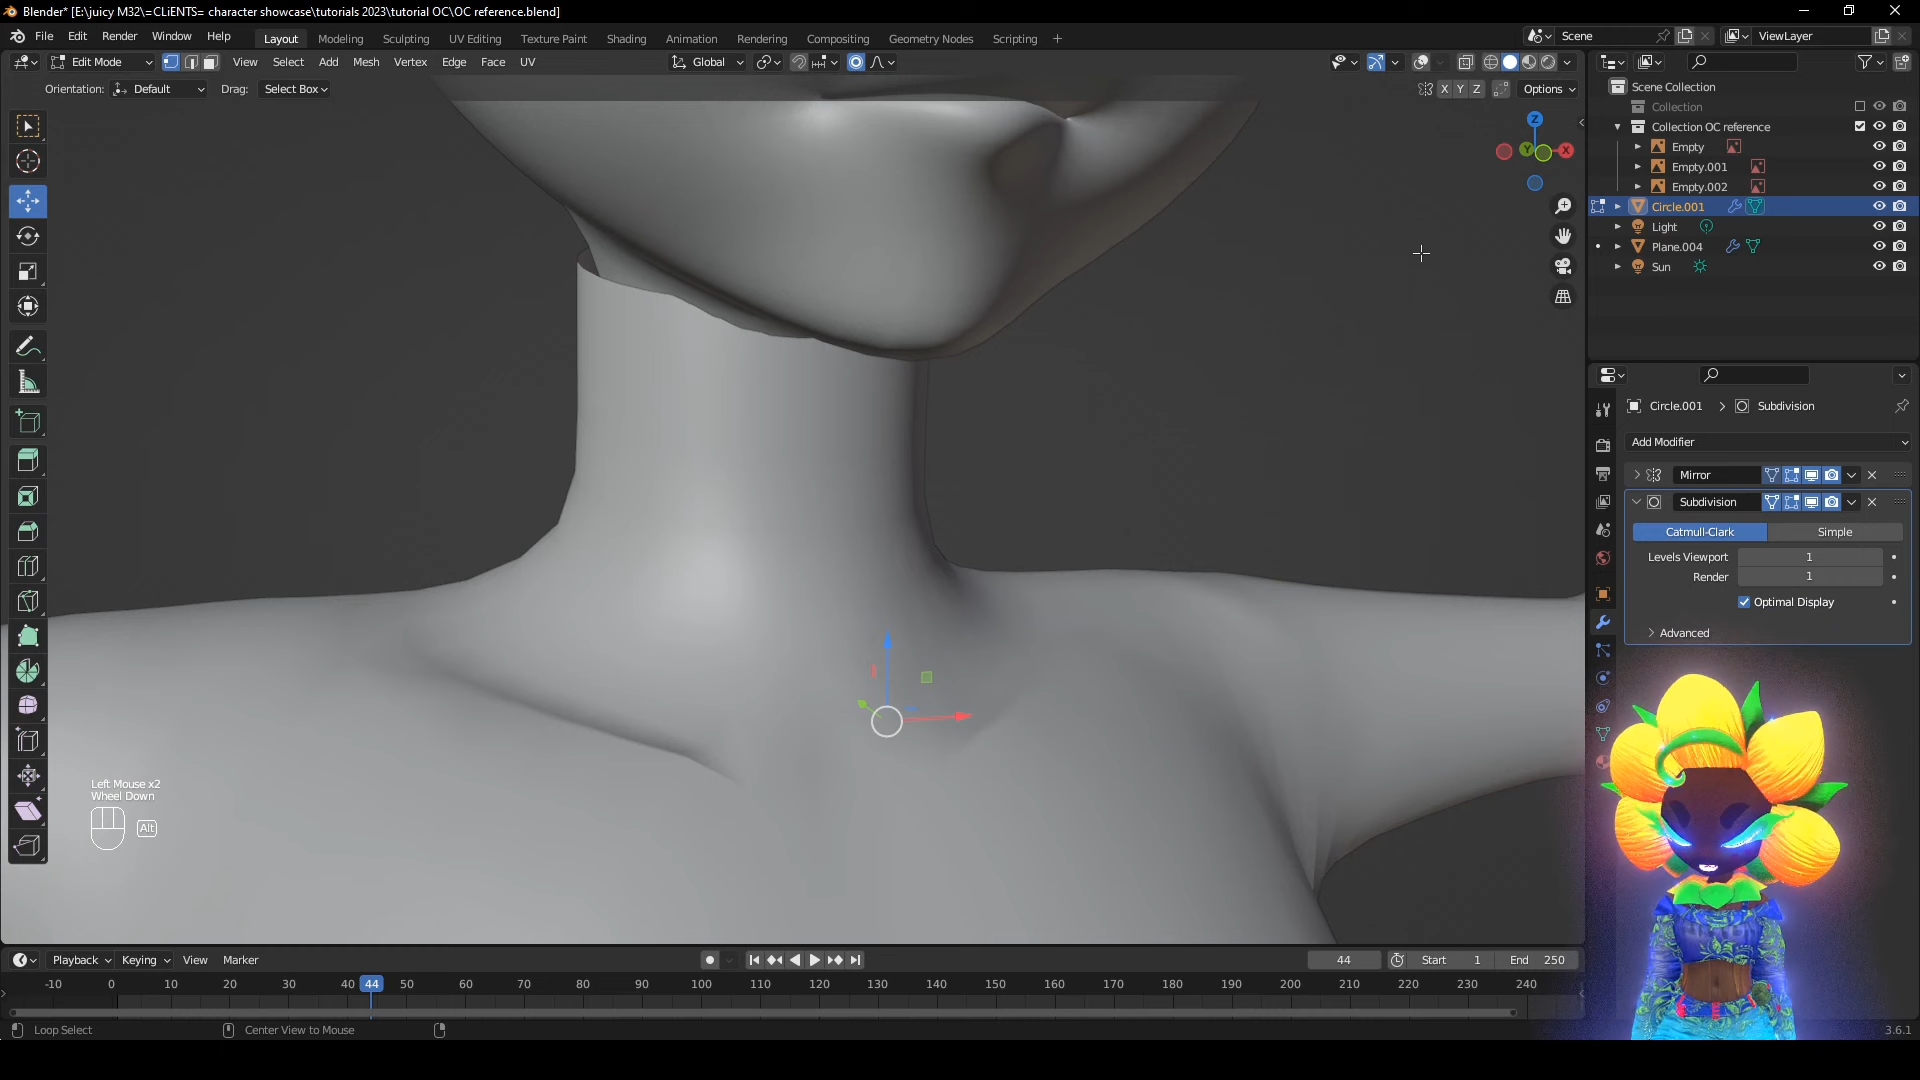 Blender* [E:\juicy M32\=CLiENTS= character showcase\tutorials 2023\tutorial OC\OC reference.blend]
File Edit Render Window Help Layout Modeling Sculpting UV Editing Texture Paint Shading Animation Rendering Compositing Geometry Nodes Scripting + Scene ViewLayer
Edit Mode View Select Add Mesh Vertex Edge Face UV Global
Orientation: Default Drag: Select Box X Y Z Options
Scene Collection
Collection
Collection OC reference
Empty
Empty.001
Empty.002
Circle.001
Light
Plane.004
Sun
Z
Y
X
Circle.001 > Subdivision
Add Modifier
Mirror
Subdivision
Catmull-Clark Simple
Levels Viewport 1
Render 1
Optimal Display
Advanced
Left Mouse x2
Wheel Down
Alt
Playback Keying View Marker 44 Start 1 End 250
-10 0 10 20 30 40 44 50 60 70 80 90 100 110 120 130 140 150 160 170 180 190 200 210 220 230 240
Loop Select Center View to Mouse 3.6.1